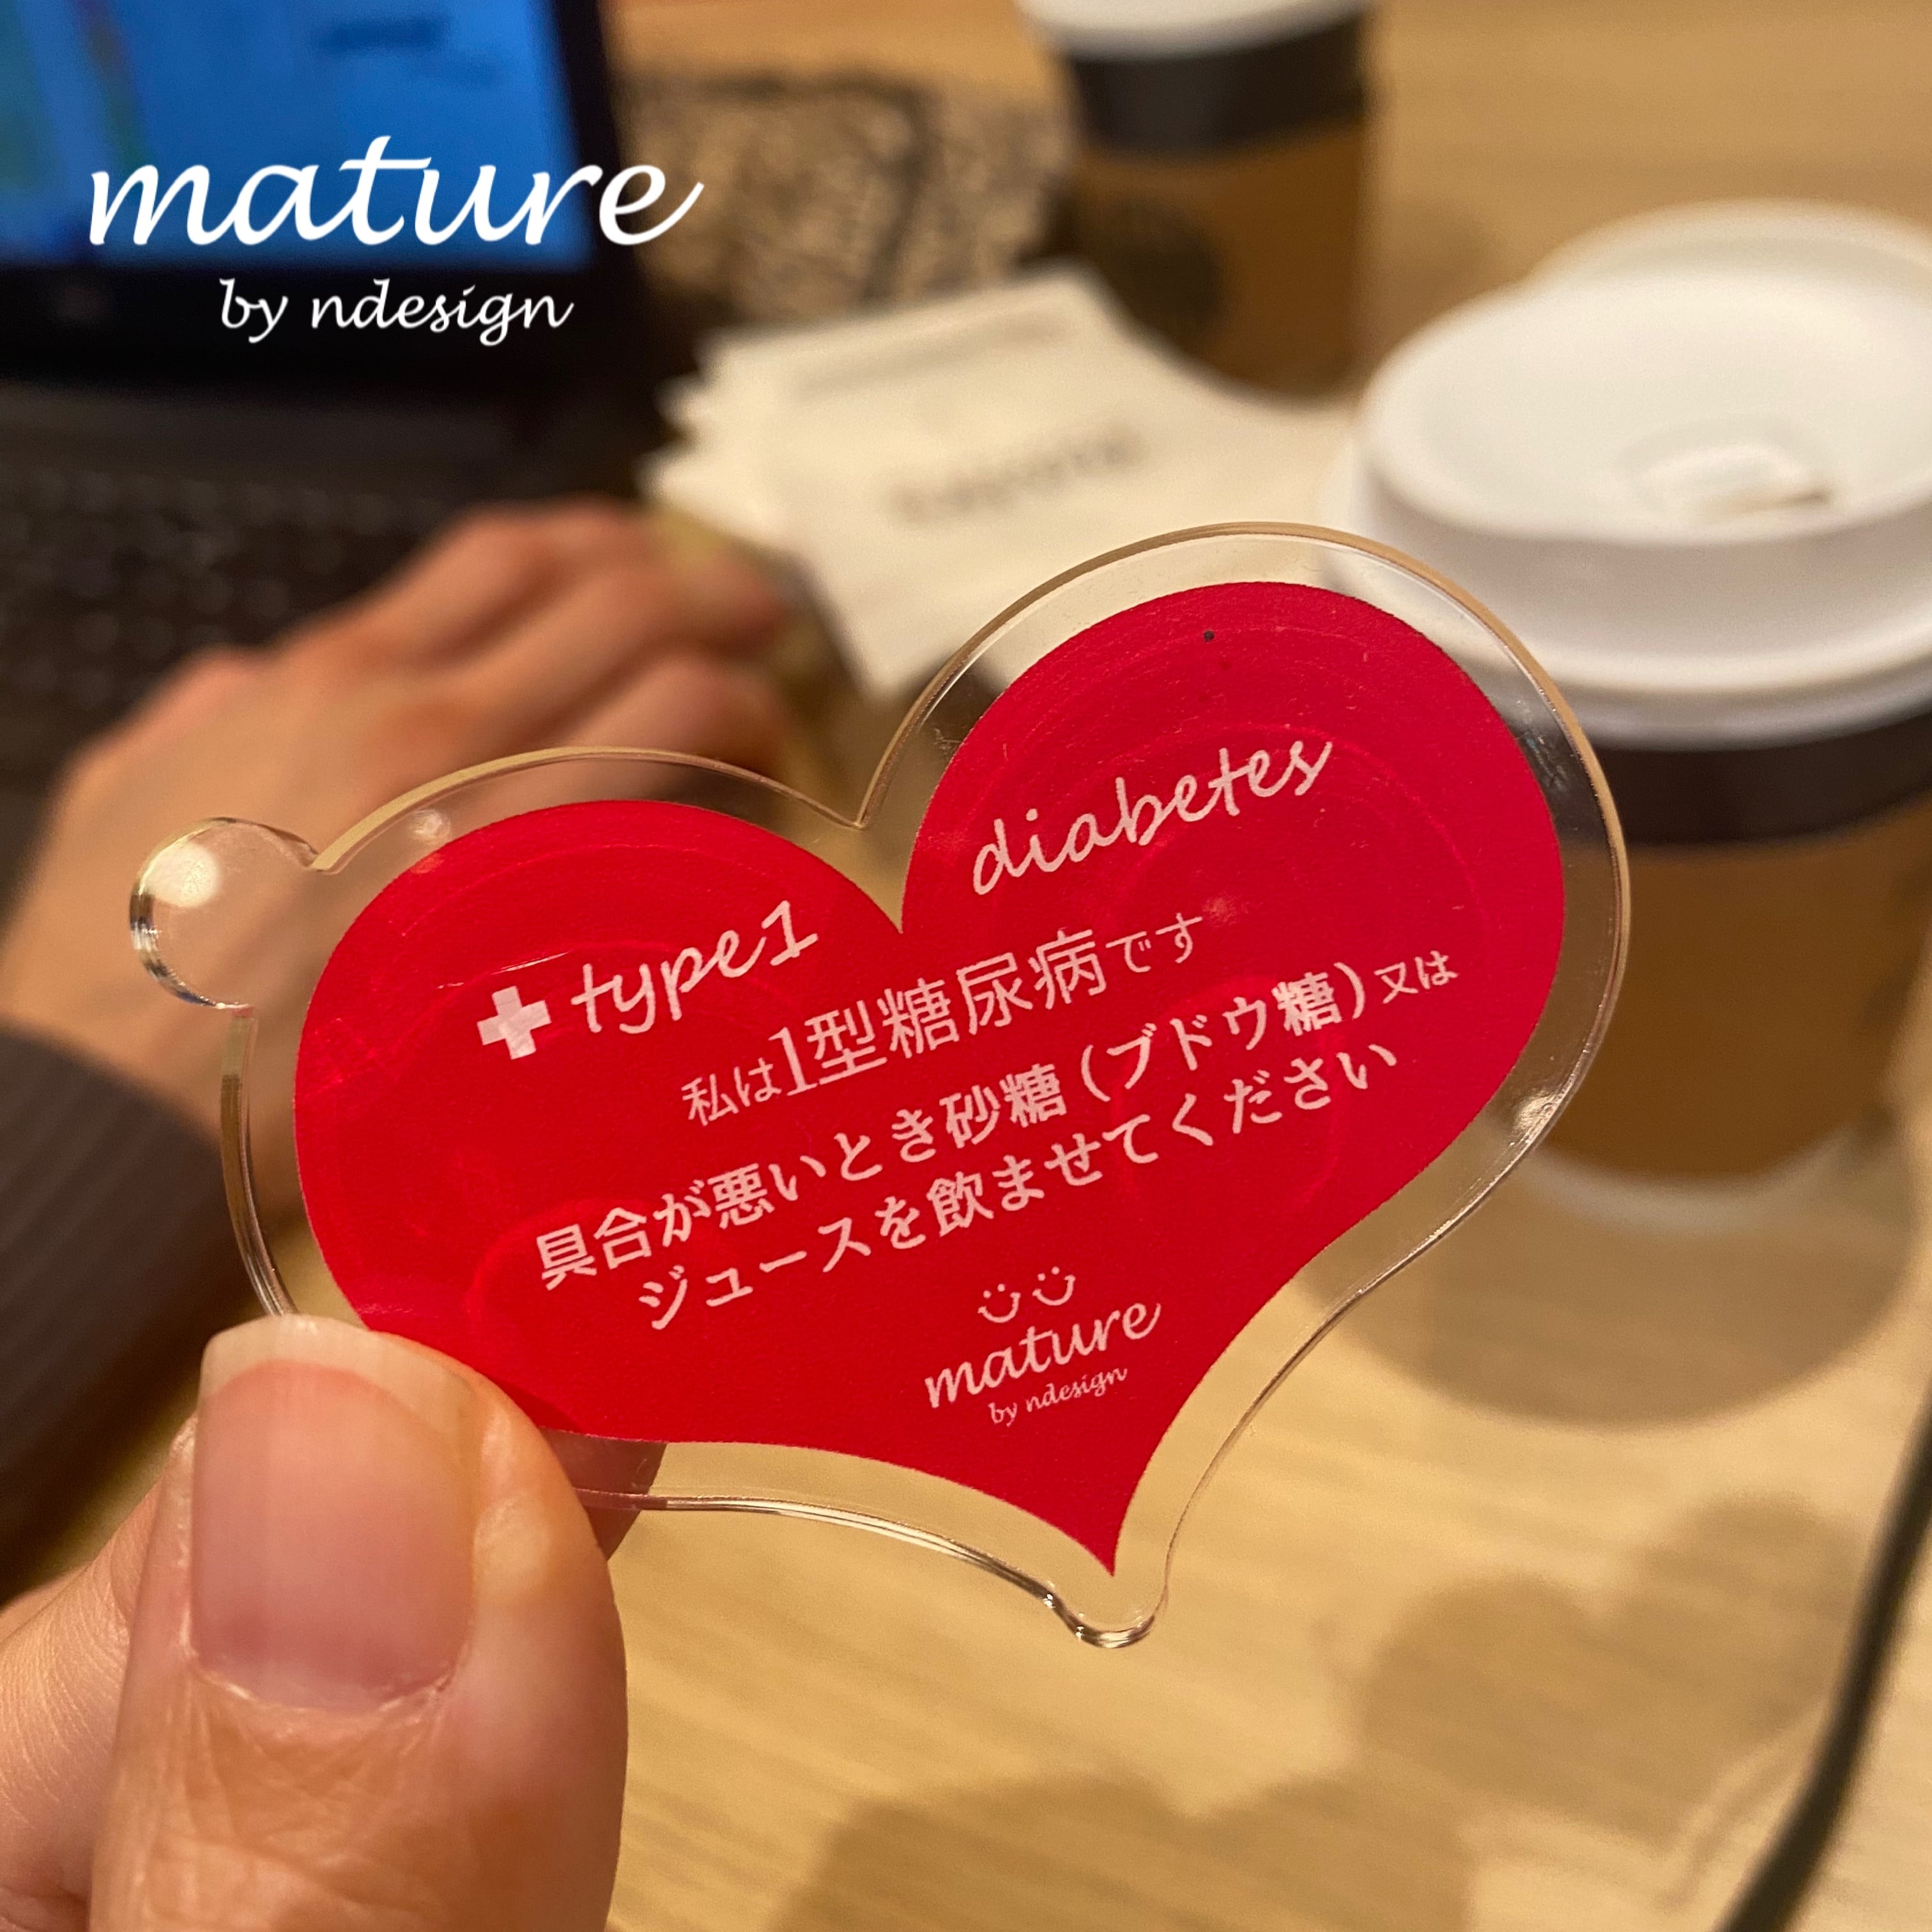 mature
by ndesign
type1 diabetes
私は1型糖尿病です
具合が悪いとき砂糖(ブドウ糖)又は
ジュースを飲ませてください
mature
by ndesign